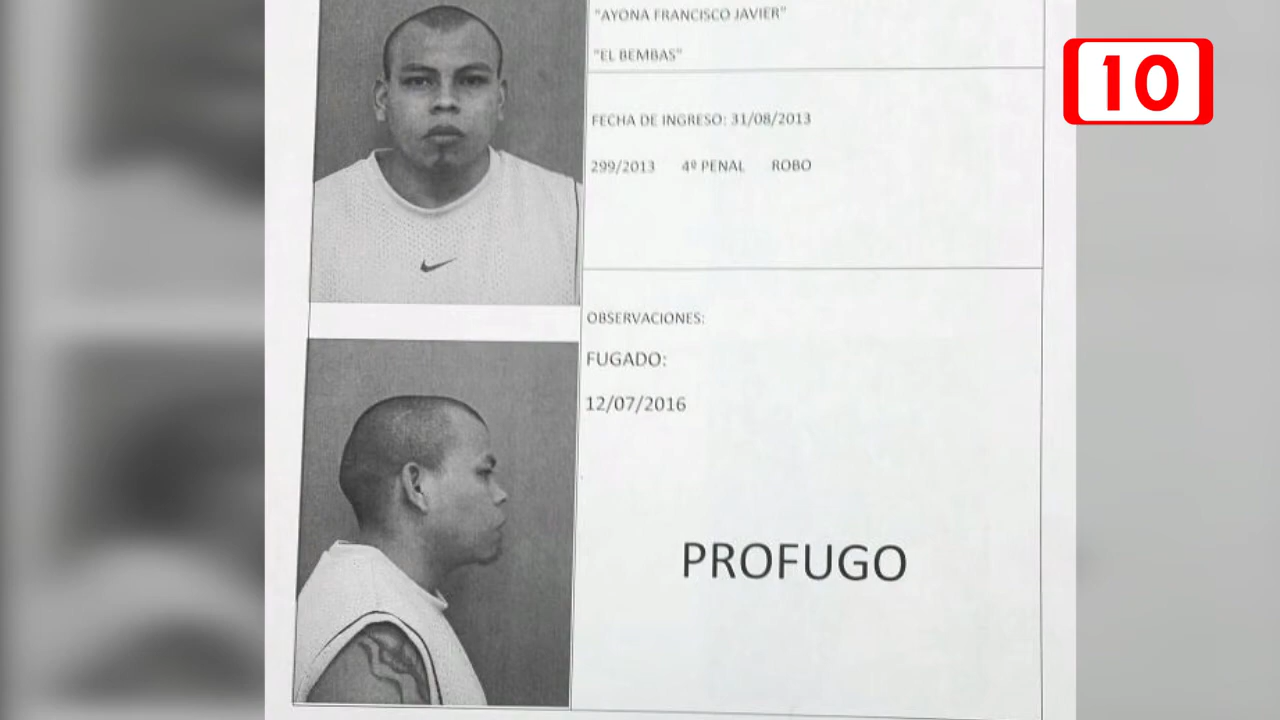 "AYONA FRANCISCO JAVIER"
"EL BEMBAS"
10
FECHA DE INGRESO: 31/08/2013
299/2013 4º PENAL ROBO
OBSERVACIONES:
FUGADO:
12/07/2016
PROFUGO